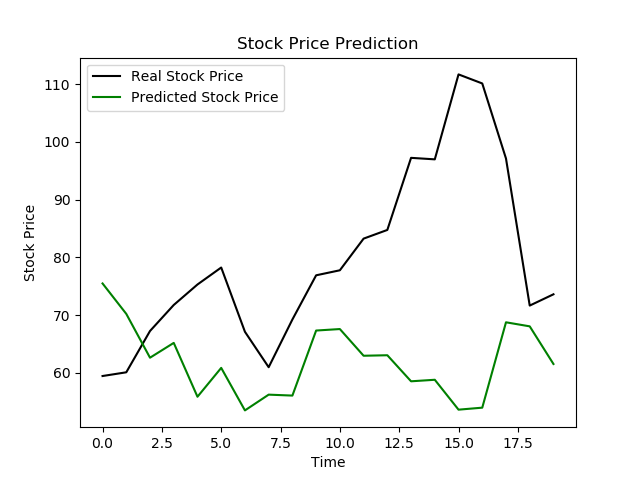 Stock Price Prediction
Real Stock Price
Predicted Stock Price
110
100
90
80
70
60
Stock Price
0.0 2.5 5.0 7.5 10.0 12.5 15.0 17.5
Time